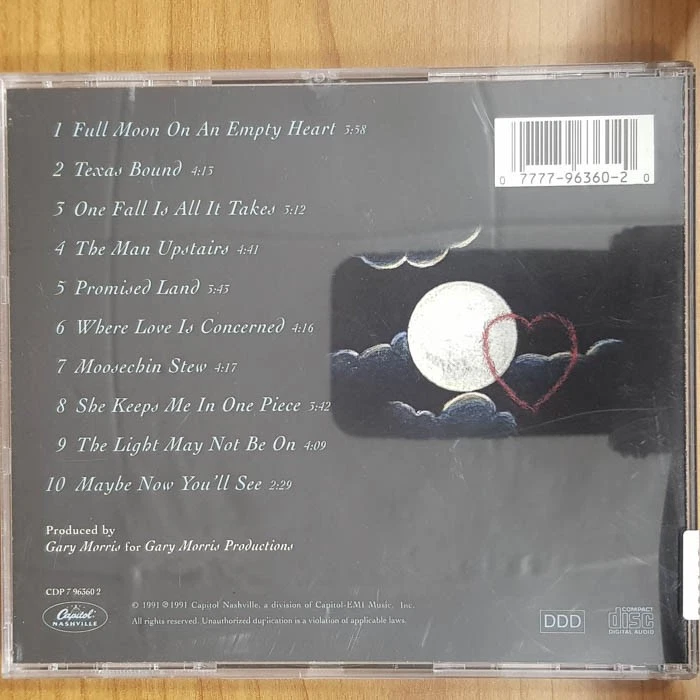 1 Full Moon On An Empty Heart 3:58
2 Texas Bound 4:13
3 One Fall Is All It Takes 3:12
4 The Man Upstairs 4:41
5 Promised Land 3:43
6 Where Love Is Concerned 4:16
7 Moosechin Stew 4:17
8 She Keeps Me In One Piece 3:42
9 The Light May Not Be On 4:09
10 Maybe Now You'll See 2:29
0 7777-96360-2 0
Produced by
Gary Morris for Gary Morris Productions
CDP 7 96360 2
Capitol
NASHVILLE
© 1991 ℗ 1991 Capitol Nashville, a division of Capitol-EMI Music, Inc.
All rights reserved. Unauthorized duplication is a violation of applicable laws.
DDD
COMPACT
disc
DIGITAL AUDIO